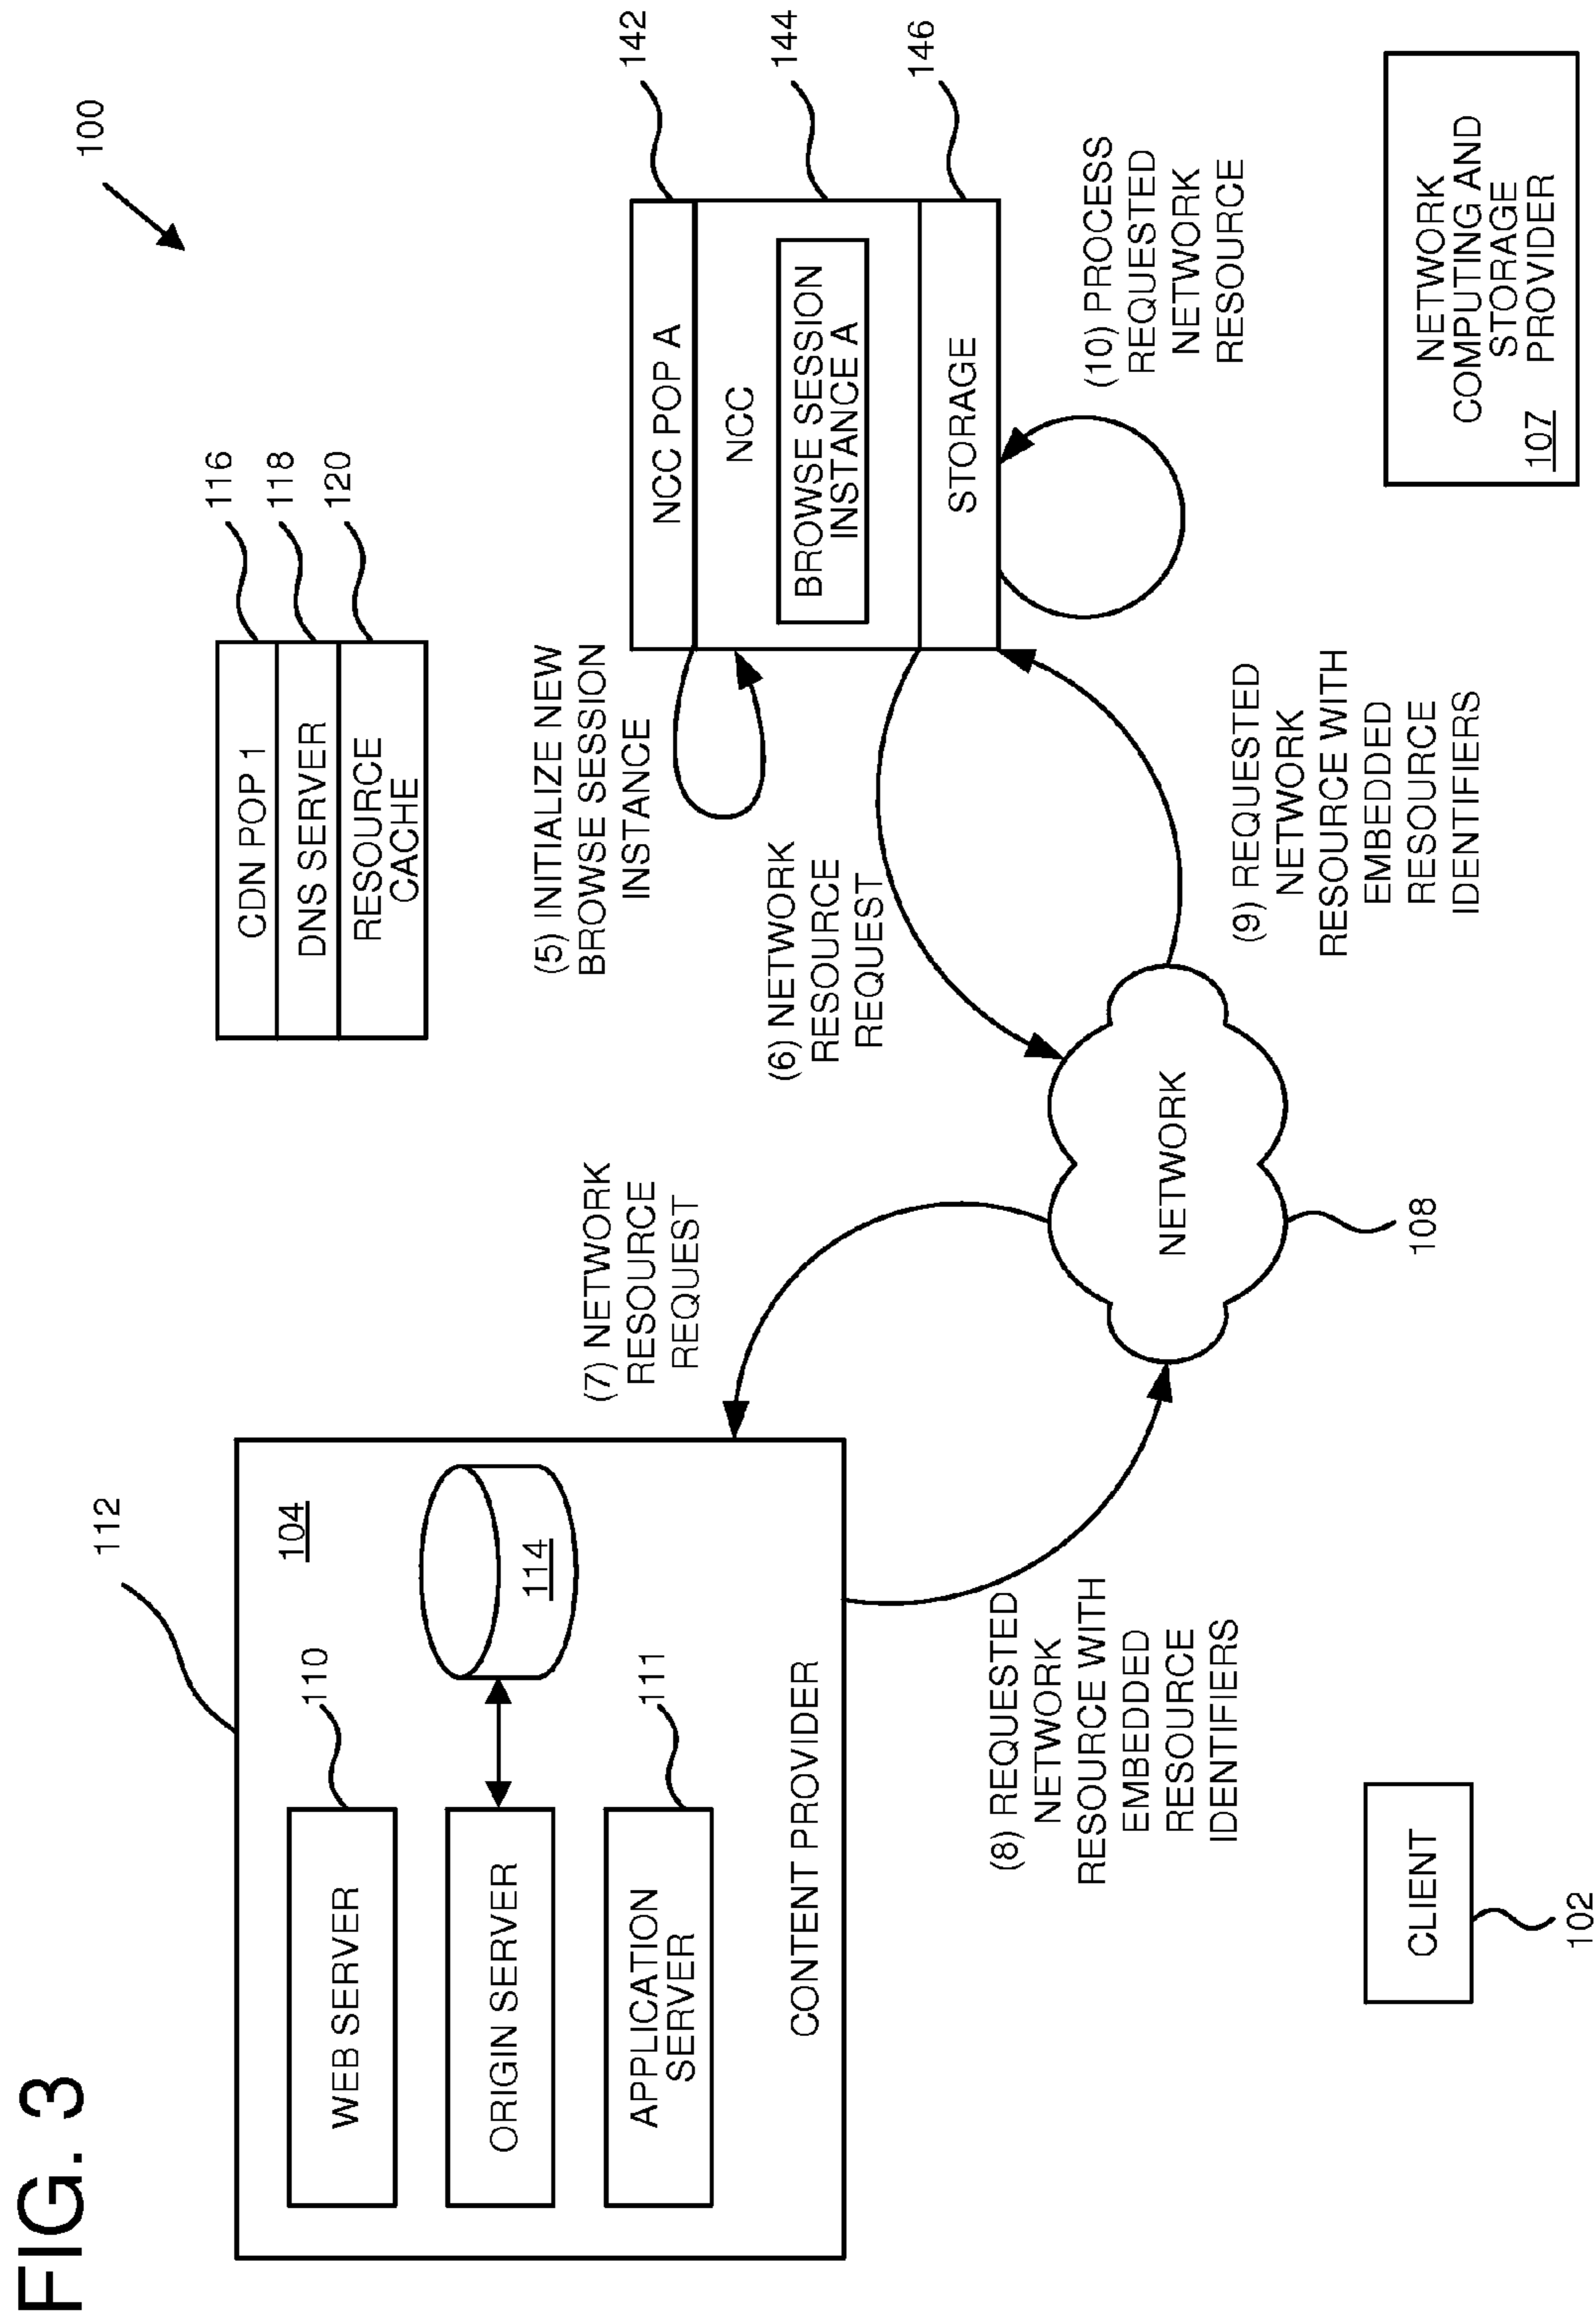 FIG. 3
100
112
104
110
WEB SERVER
ORIGIN SERVER
114
111
APPLICATION
SERVER
CONTENT PROVIDER
116
118
120
CDN POP 1
DNS SERVER
RESOURCE
CACHE
(5) INITIALIZE NEW
BROWSE SESSION
INSTANCE
142
144
146
NCC POP A
NCC
BROWSE SESSION
INSTANCE A
STORAGE
(6) NETWORK
RESOURCE
REQUEST
(7) NETWORK
RESOURCE
REQUEST
(8) REQUESTED
NETWORK
RESOURCE WITH
EMBEDDED
RESOURCE
IDENTIFIERS
NETWORK
108
(9) REQUESTED
NETWORK
RESOURCE WITH
EMBEDDED
RESOURCE
IDENTIFIERS
(10) PROCESS
REQUESTED
NETWORK
RESOURCE
CLIENT
102
NETWORK
COMPUTING AND
STORAGE
PROVIDER
107